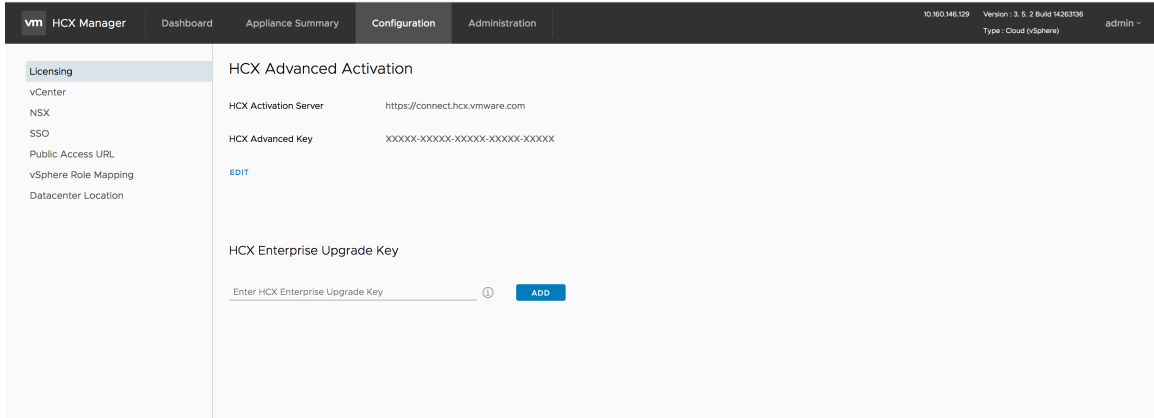 vm HCX Manager Dashboard Appliance Summary Configuration Administration 10.160.146.129 Version : 3. 5. 2 Build 14263136 admin
Type : Cloud (vSphere)
Licensing
vCenter
NSX
SSO
Public Access URL
vSphere Role Mapping
Datacenter Location
HCX Advanced Activation
HCX Activation Server https://connect.hcx.vmware.com
HCX Advanced Key XXXXX-XXXXX-XXXXX-XXXXX-XXXXX
EDIT
HCX Enterprise Upgrade Key
Enter HCX Enterprise Upgrade Key ADD